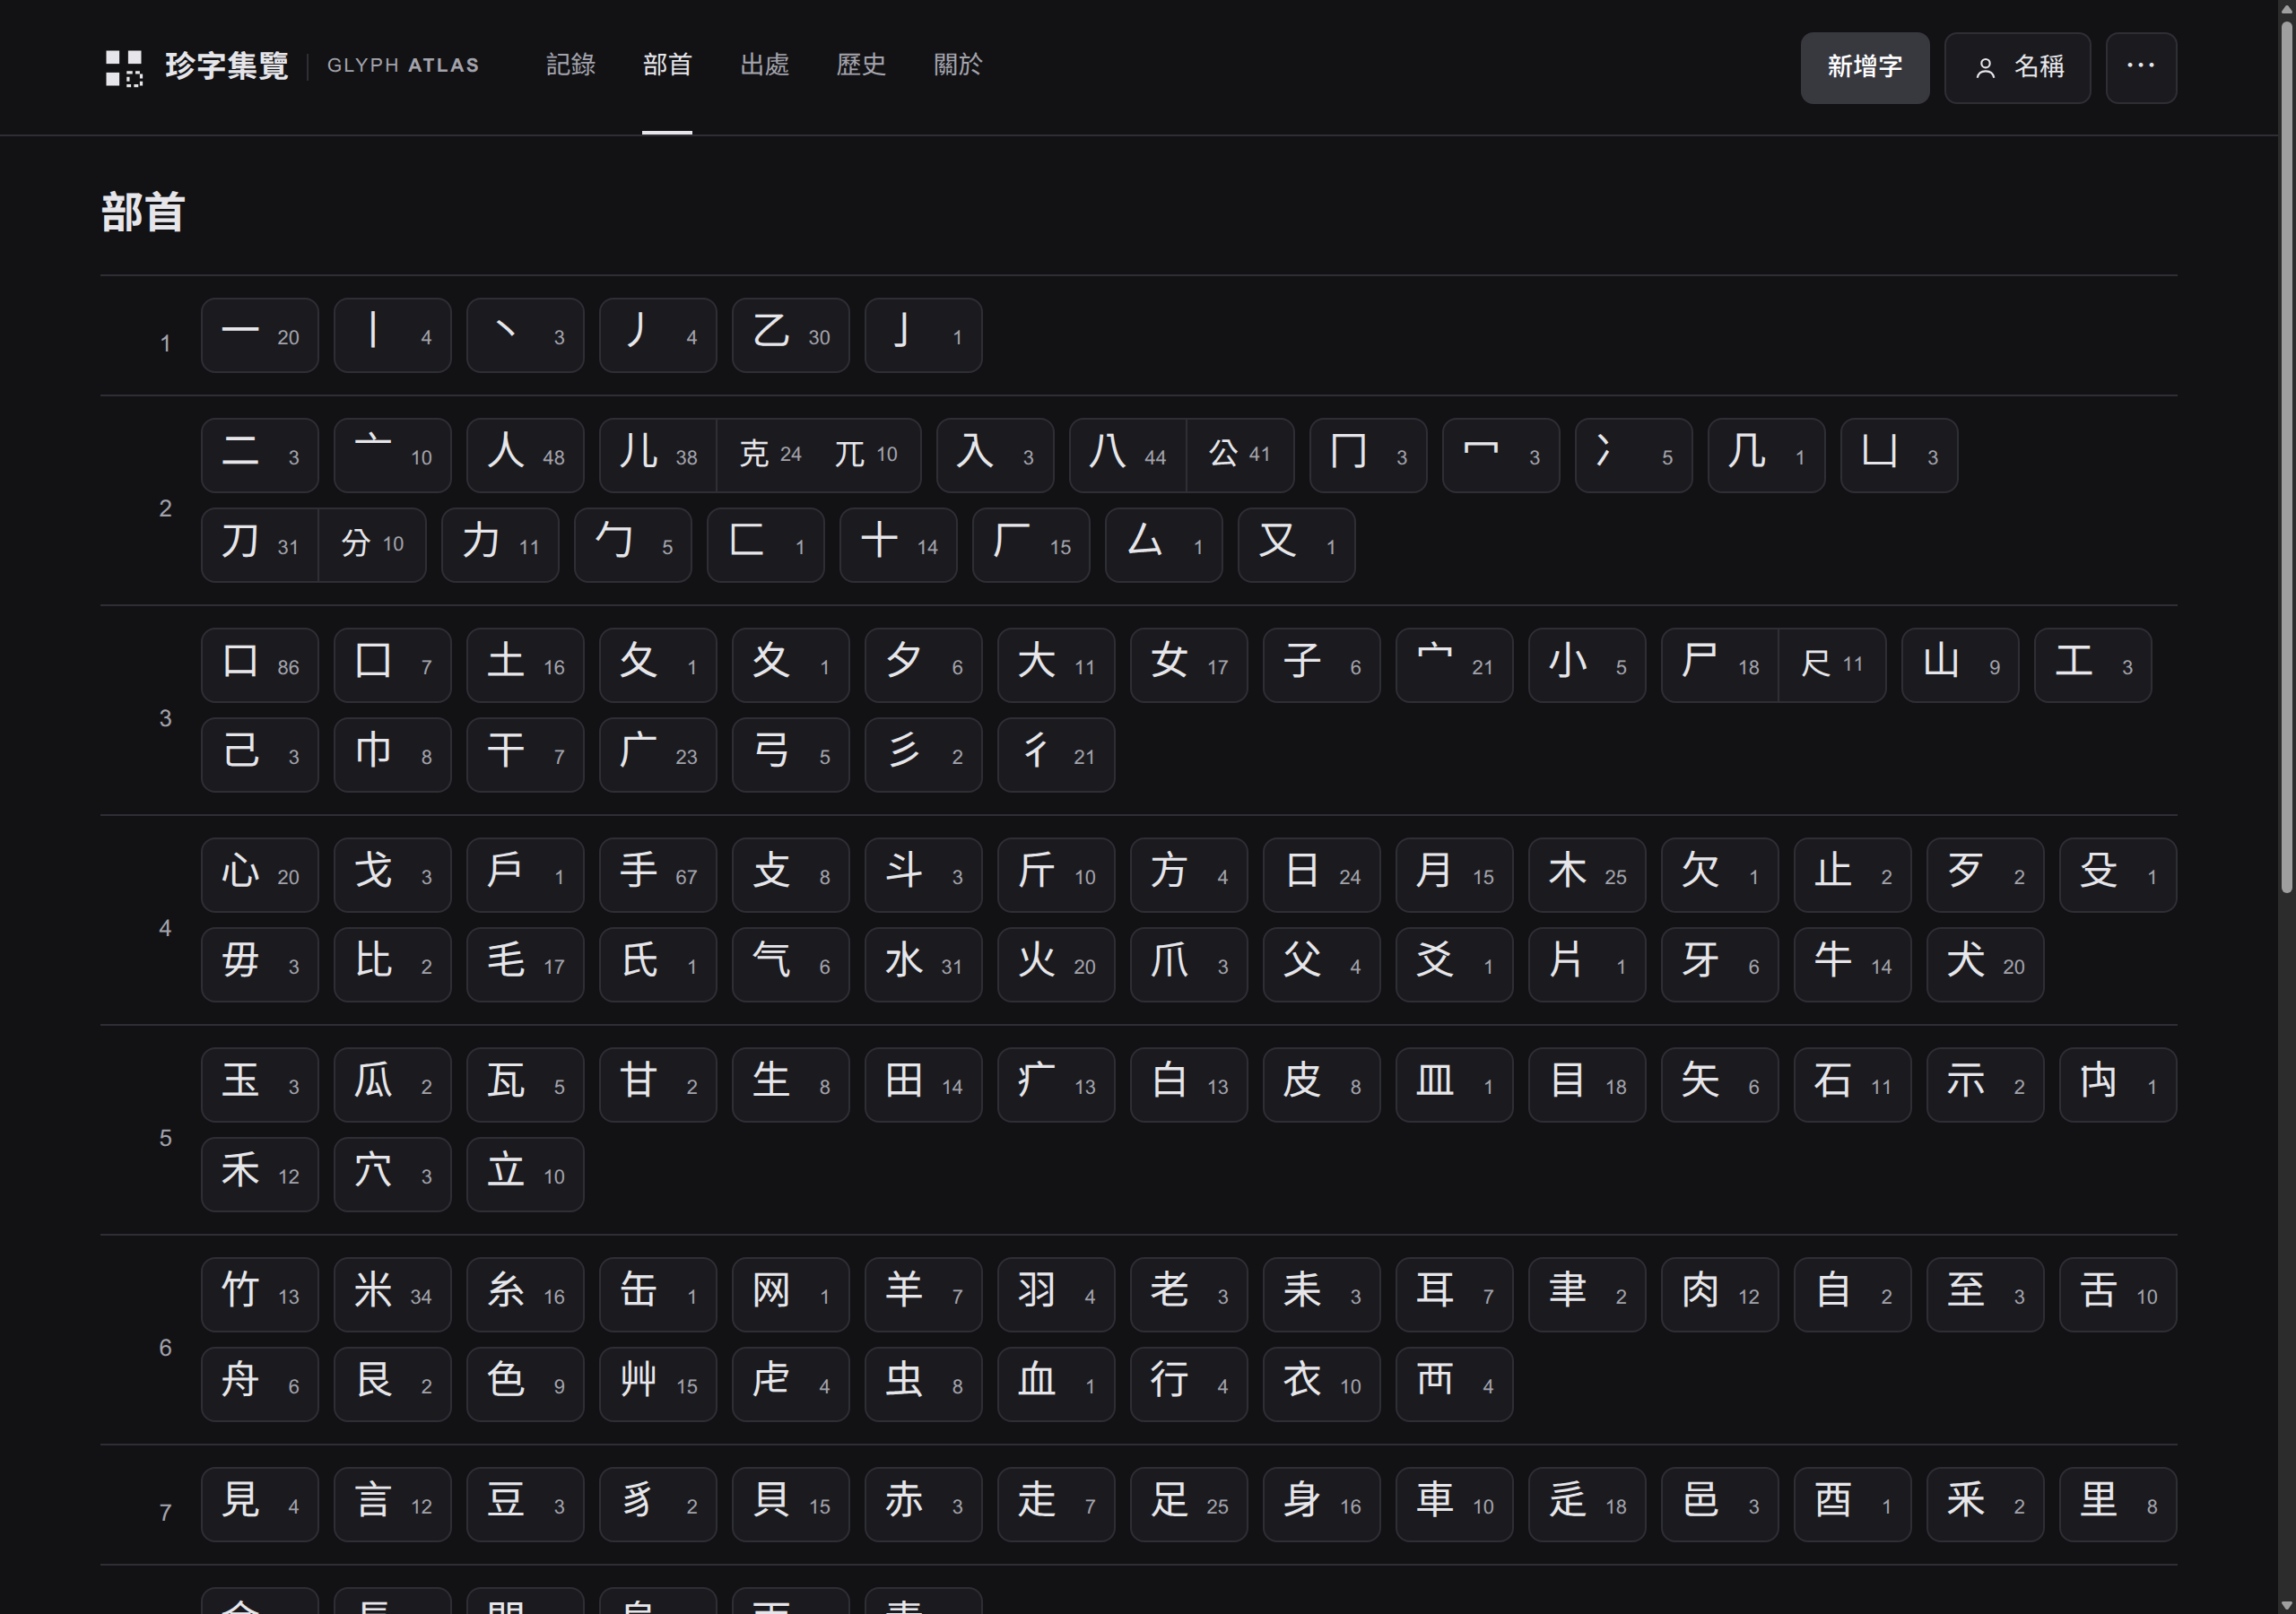 珍字集覽 GLYPH ATLAS 記錄 部首 出處 歷史 關於 新增字 名稱 ···
部首
1 一 20 丨 4 丶 3 丿 4 乙 30 亅 1
2 二 3 亠 10 人 48 儿 38 克 24 兀 10 入 3 八 44 公 41 冂 3 冖 3 冫 5 几 1 凵 3
刀 31 分 10 力 11 勹 5 匚 1 十 14 厂 15 厶 1 又 1
3 口 86 囗 7 土 16 夂 1 夊 1 夕 6 大 11 女 17 子 6 宀 21 小 5 尸 18 尺 11 山 9 工 3
己 3 巾 8 干 7 广 23 弓 5 彡 2 彳 21
4 心 20 戈 3 戶 1 手 67 攴 8 斗 3 斤 10 方 4 日 24 月 15 木 25 欠 1 止 2 歹 2 殳 1
毋 3 比 2 毛 17 氏 1 气 6 水 31 火 20 爪 3 父 4 爻 1 片 1 牙 6 牛 14 犬 20
5 玉 3 瓜 2 瓦 5 甘 2 生 8 田 14 疒 13 白 13 皮 8 皿 1 目 18 矢 6 石 11 示 2 禸 1
禾 12 穴 3 立 10
6 竹 13 米 34 糸 16 缶 1 网 1 羊 7 羽 4 老 3 耒 3 耳 7 聿 2 肉 12 自 2 至 3 舌 10
舟 6 艮 2 色 9 艸 15 虍 4 虫 8 血 1 行 4 衣 10 襾 4
7 見 4 言 12 豆 3 豸 2 貝 15 赤 3 走 7 足 25 身 16 車 10 辵 18 邑 3 酉 1 釆 2 里 8